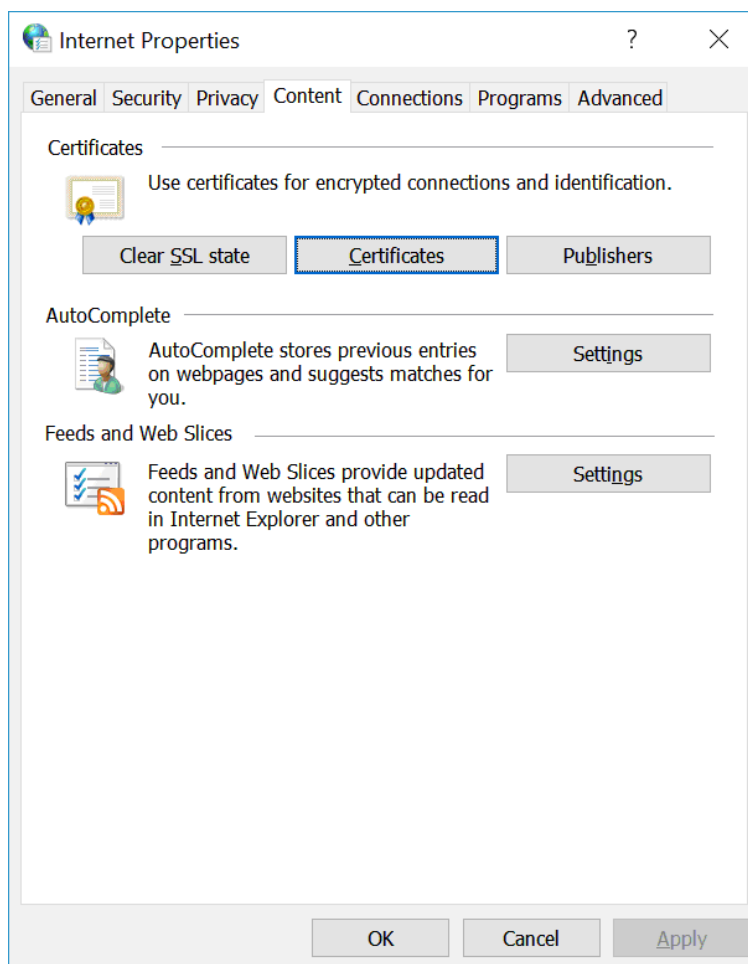 Internet Properties
?
General Security Privacy Content Connections Programs Advanced
Certificates
Use certificates for encrypted connections and identification.
Clear SSL state Certificates Publishers
AutoComplete
AutoComplete stores previous entries
on webpages and suggests matches for
you.
Settings
Feeds and Web Slices
Feeds and Web Slices provide updated
content from websites that can be read
in Internet Explorer and other
programs.
Settings
OK Cancel Apply